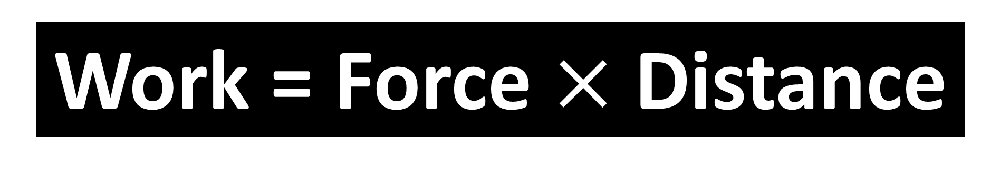 Work = Force × Distance